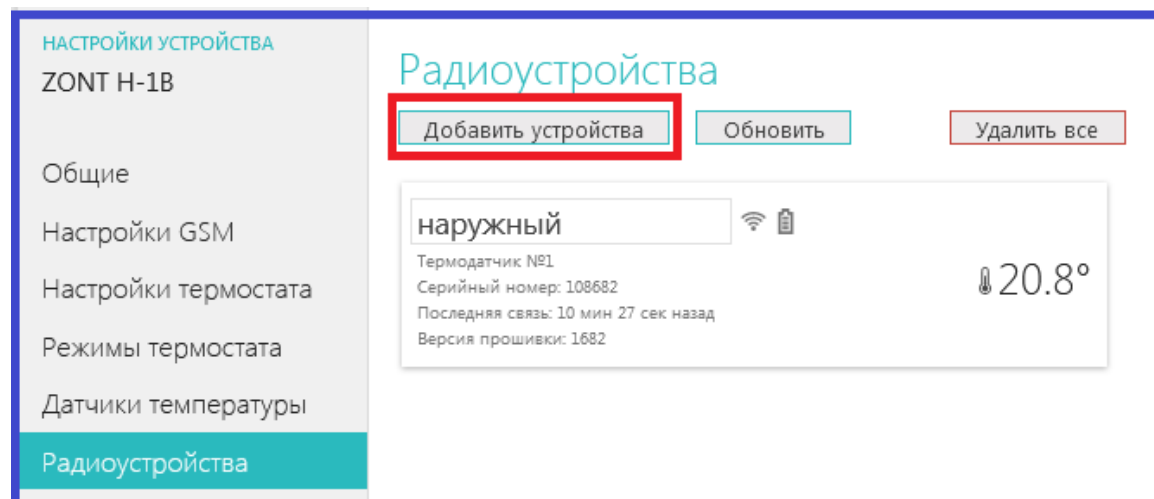 НАСТРОЙКИ УСТРОЙСТВА
ZONT H-1B
Общие
Настройки GSM
Настройки термостата
Режимы термостата
Датчики температуры
Радиоустройства
Радиоустройства
Добавить устройства
Обновить
Удалить все
наружный
Термодатчик №1
Серийный номер: 108682
Последняя связь: 10 мин 27 сек назад
Версия прошивки: 1682
20.8°